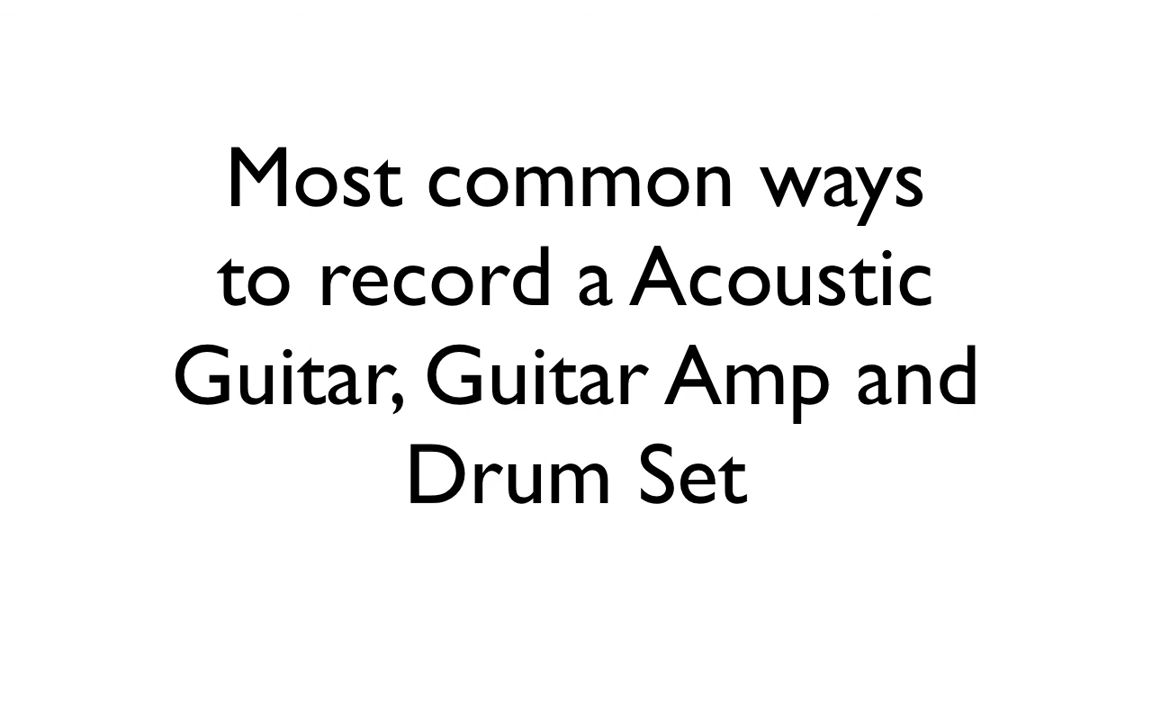 Most common ways
to record a Acoustic
Guitar, Guitar Amp and
Drum Set